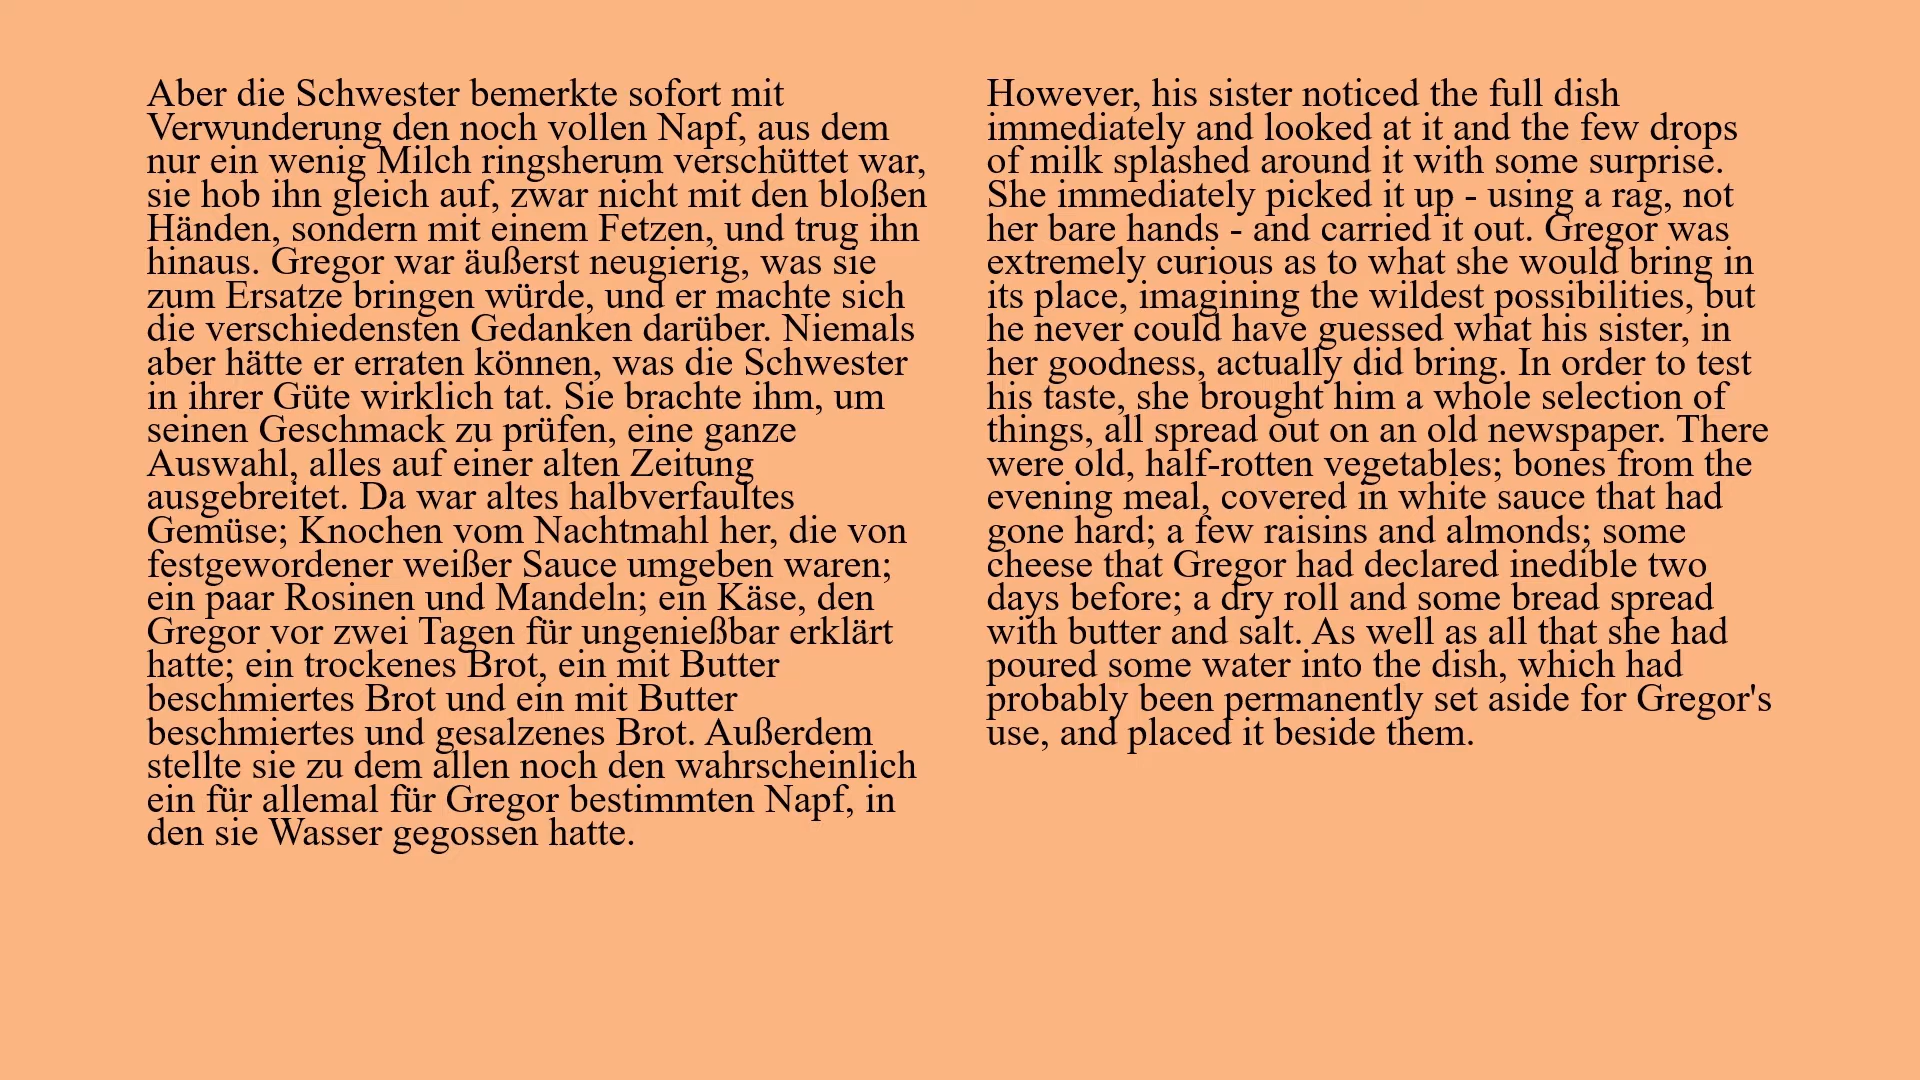 Aber die Schwester bemerkte sofort mit
Verwunderung den noch vollen Napf, aus dem
nur ein wenig Milch ringsherum verschüttet war,
sie hob ihn gleich auf, zwar nicht mit den bloßen
Händen, sondern mit einem Fetzen, und trug ihn
hinaus. Gregor war äußerst neugierig, was sie
zum Ersatze bringen würde, und er machte sich
die verschiedensten Gedanken darüber. Niemals
aber hätte er erraten können, was die Schwester
in ihrer Güte wirklich tat. Sie brachte ihm, um
seinen Geschmack zu prüfen, eine ganze
Auswahl, alles auf einer alten Zeitung
ausgebreitet. Da war altes halbverfaultes
Gemüse; Knochen vom Nachtmahl her, die von
festgewordener weißer Sauce umgeben waren;
ein paar Rosinen und Mandeln; ein Käse, den
Gregor vor zwei Tagen für ungenießbar erklärt
hatte; ein trockenes Brot, ein mit Butter
beschmiertes Brot und ein mit Butter
beschmiertes und gesalzenes Brot. Außerdem
stellte sie zu dem allen noch den wahrscheinlich
ein für allemal für Gregor bestimmten Napf, in
den sie Wasser gegossen hatte.
However, his sister noticed the full dish
immediately and looked at it and the few drops
of milk splashed around it with some surprise.
She immediately picked it up - using a rag, not
her bare hands - and carried it out. Gregor was
extremely curious as to what she would bring in
its place, imagining the wildest possibilities, but
he never could have guessed what his sister, in
her goodness, actually did bring. In order to test
his taste, she brought him a whole selection of
things, all spread out on an old newspaper. There
were old, half-rotten vegetables; bones from the
evening meal, covered in white sauce that had
gone hard; a few raisins and almonds; some
cheese that Gregor had declared inedible two
days before; a dry roll and some bread spread
with butter and salt. As well as all that she had
poured some water into the dish, which had
probably been permanently set aside for Gregor's
use, and placed it beside them.